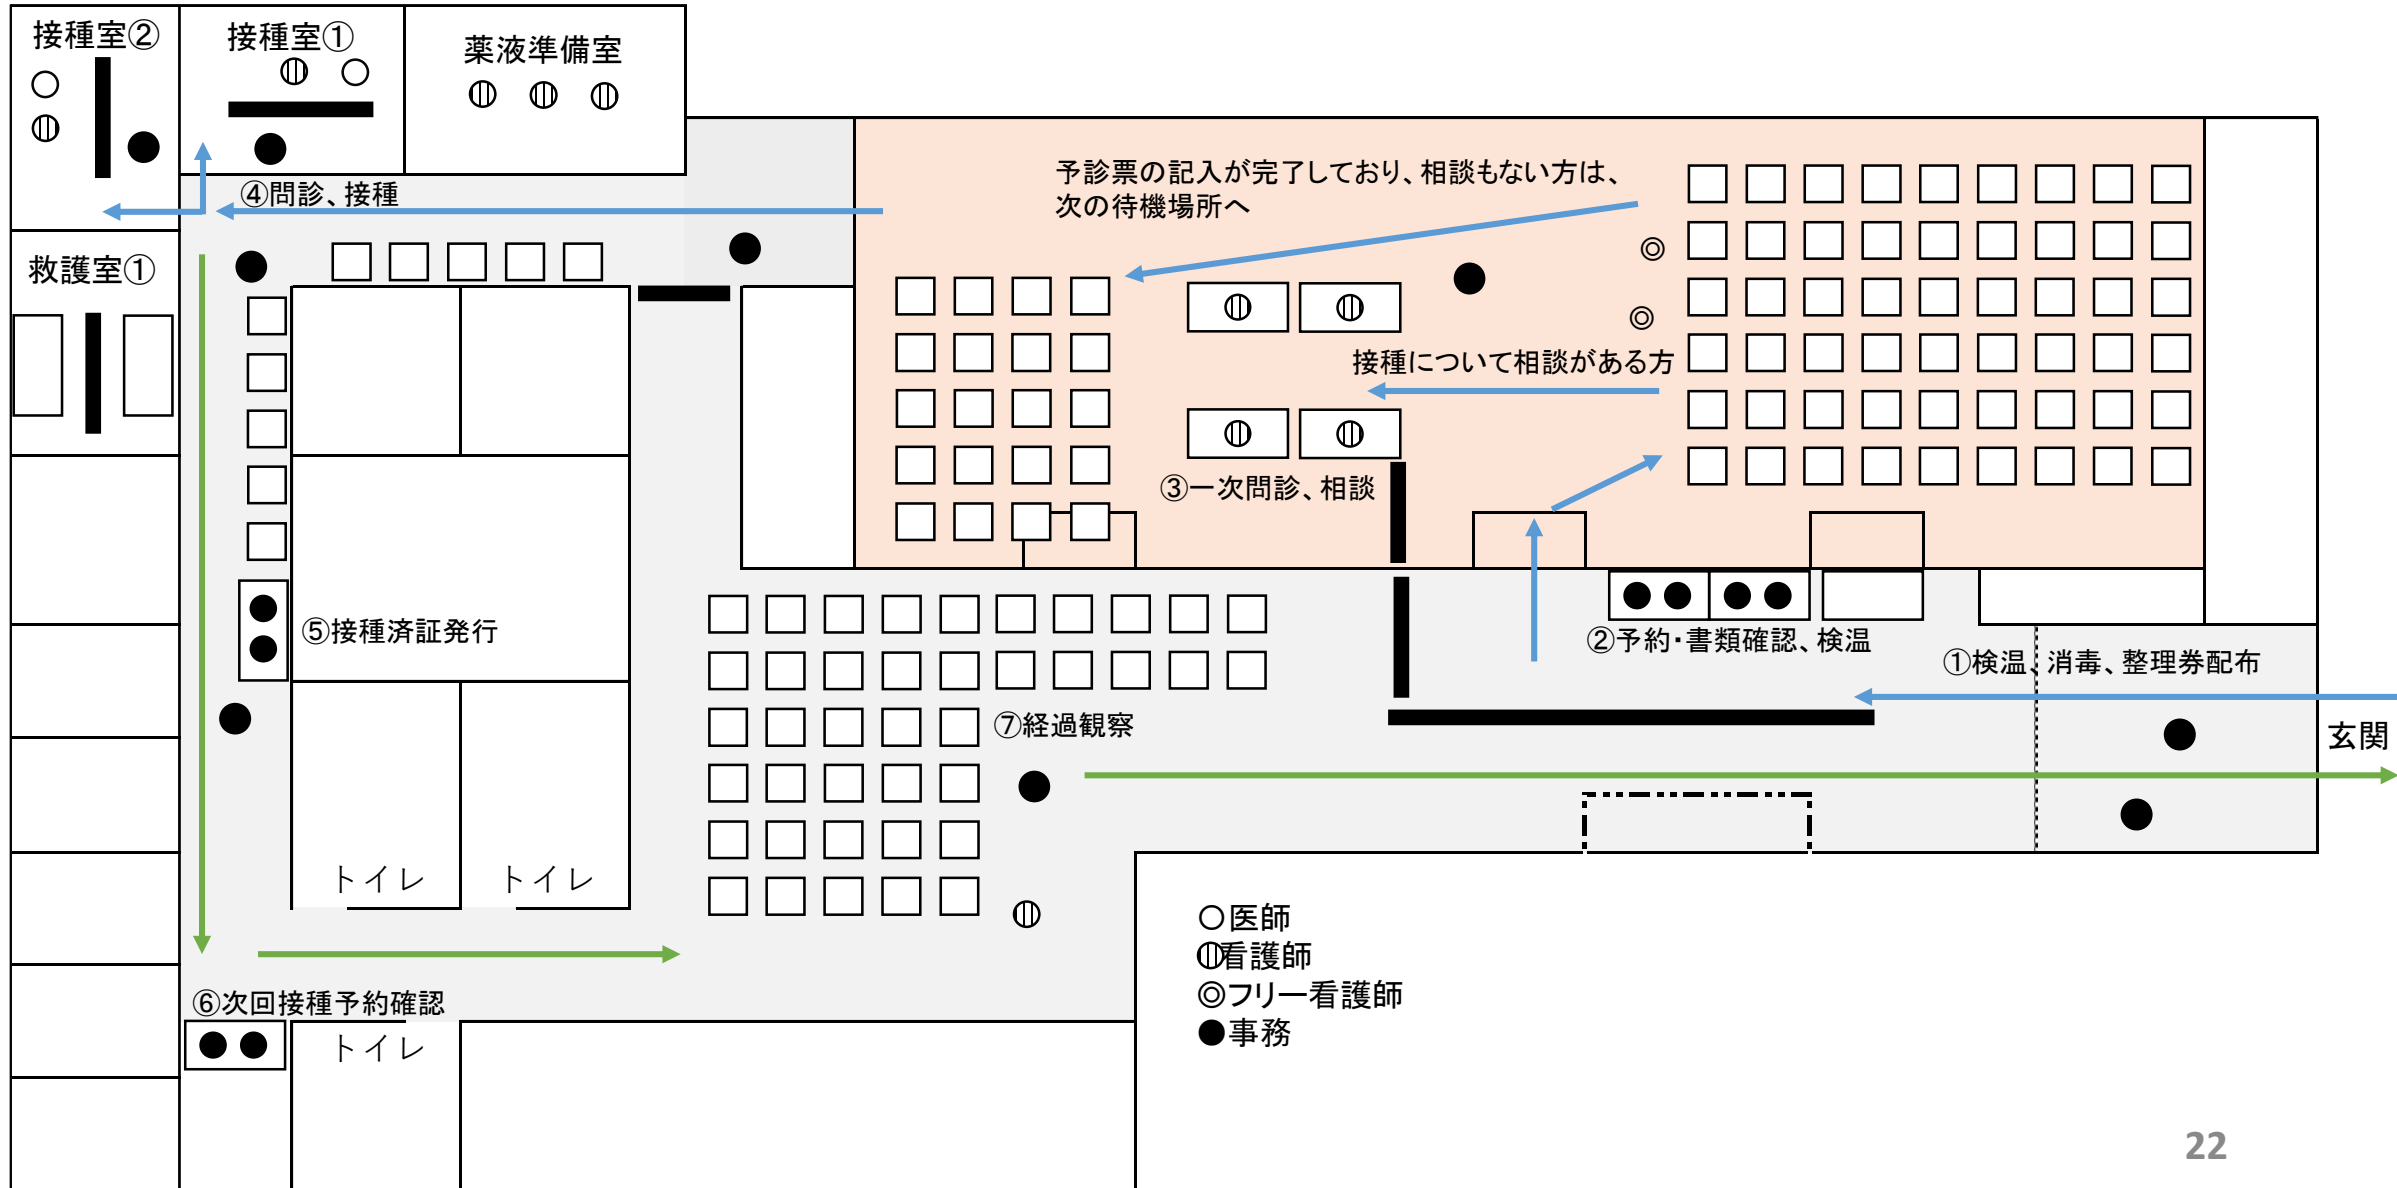 接種室②
接種室①
薬液準備室
予診票の記入が完了しており、相談もない方は、
次の待機場所へ
④問診、接種
救護室①
接種について相談がある方
③一次問診、相談
⑤接種済証発行
②予約・書類確認、検温
①検温、消毒、整理券配布
⑦経過観察
玄関
トイレ
トイレ
⑥次回接種予約確認
トイレ
○医師
看護師
◎フリー看護師
●事務
22